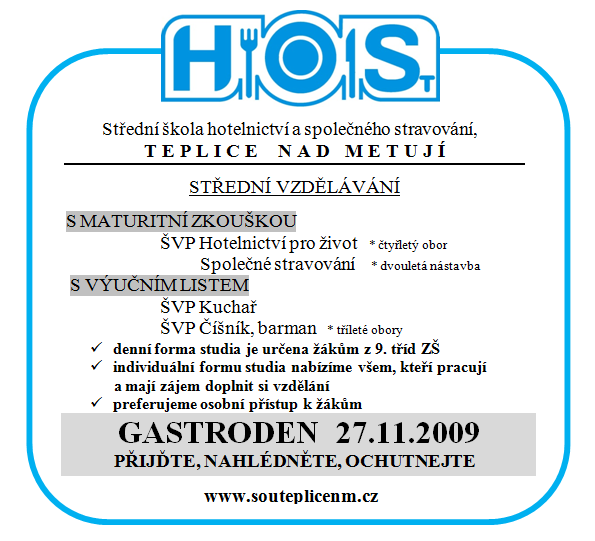 HOST
Střední škola hotelnictví a společného stravování,
TEPLICE NAD METUJÍ
STŘEDNÍ VZDĚLÁVÁNÍ
S MATURITNÍ ZKOUŠKOU
ŠVP Hotelnictví pro život * čtyřletý obor
Společné stravování * dvouletá nástavba
S VÝUČNÍM LISTEM
ŠVP Kuchař
ŠVP Číšník, barman * tříleté obory
✓ denní forma studia je určena žákům z 9. tříd ZŠ
✓ individuální formu studia nabízíme všem, kteří pracují
a mají zájem doplnit si vzdělání
✓ preferujeme osobní přístup k žákům
GASTRODEN 27.11.2009
PŘIJĎTE, NAHLÉDNĚTE, OCHUTNEJTE
www.souteplicenm.cz